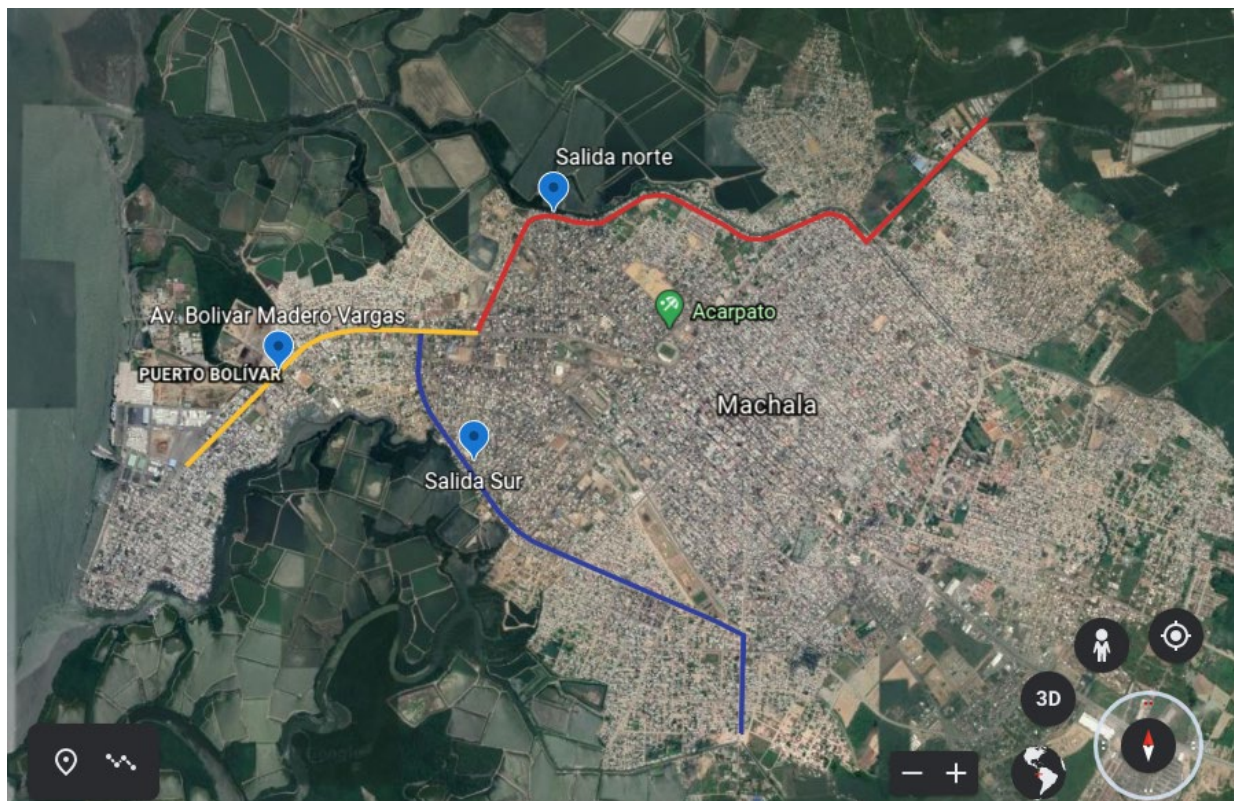 Salida norte
Av. Bolivar Madero Vargas
Acarpato
PUERTO BOLÍVAR
Machala
Salida Sur
3D